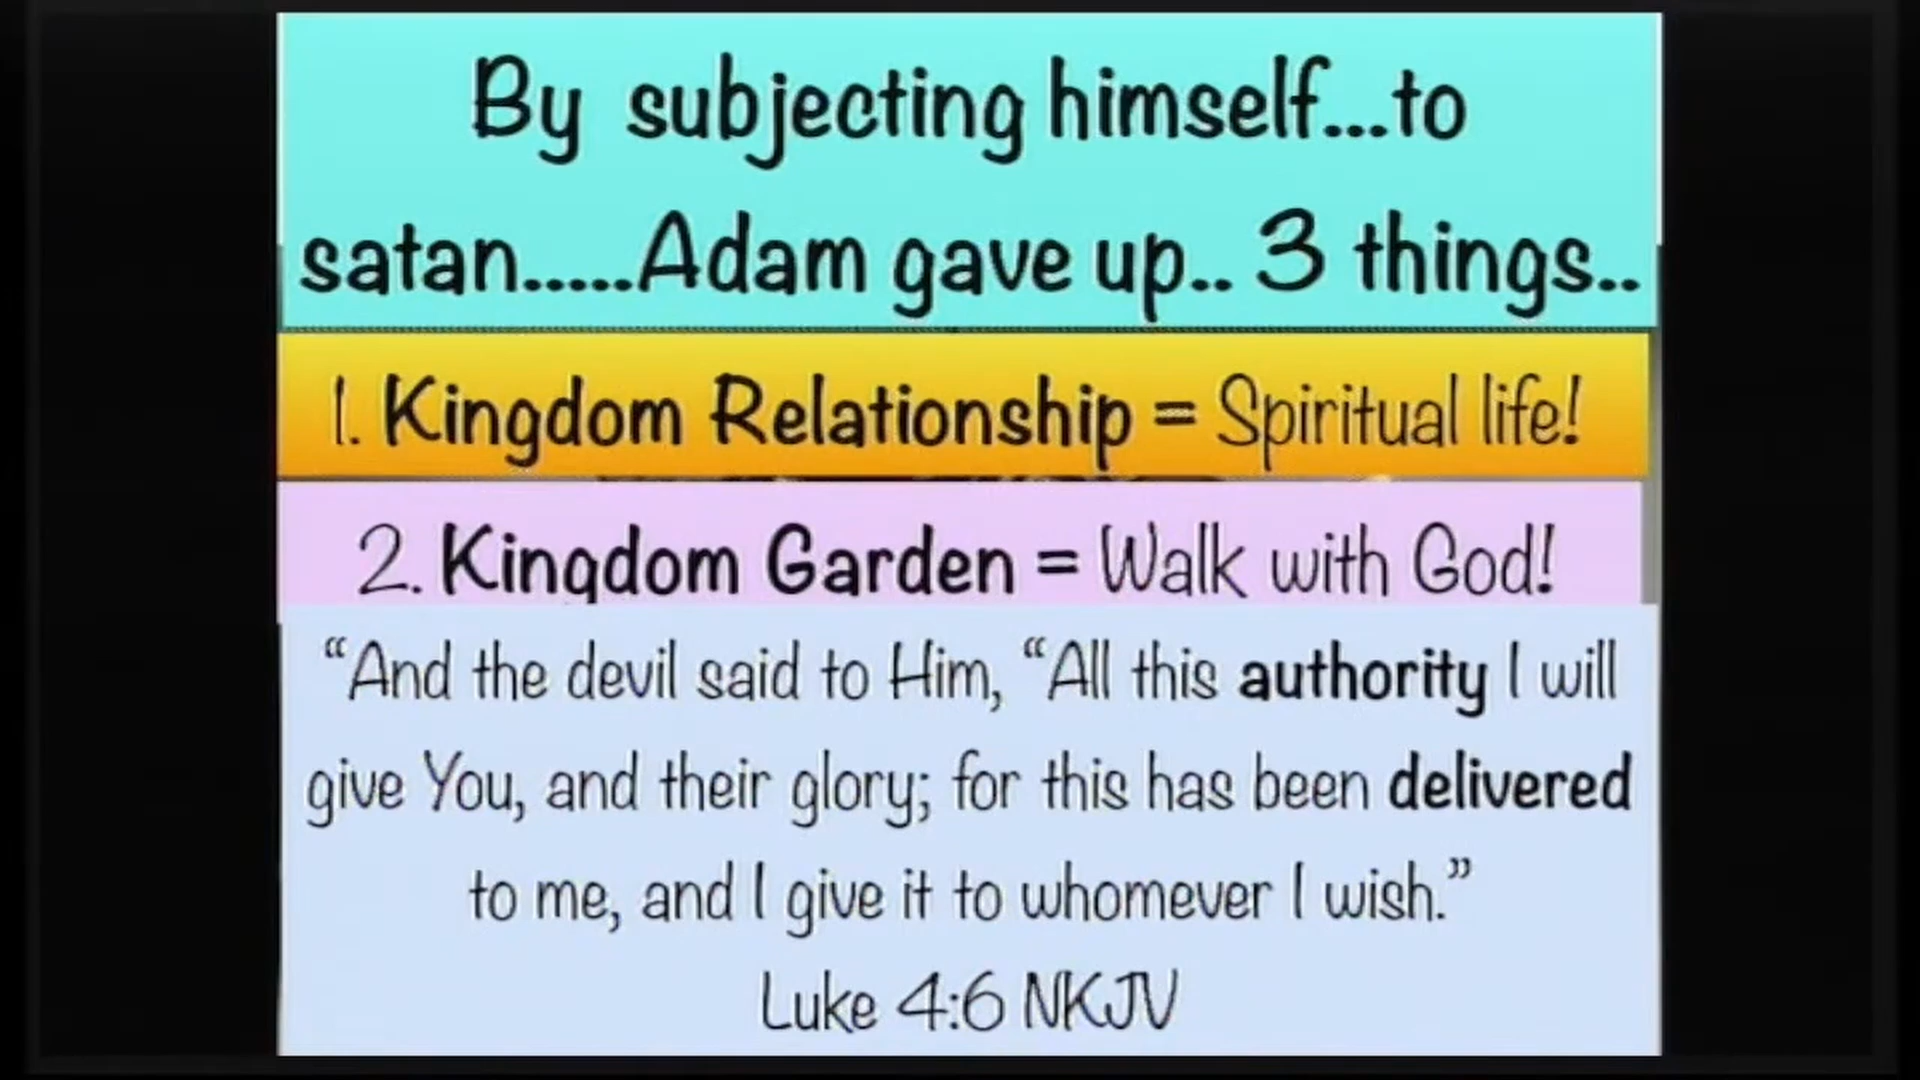 By subjecting himself...to
satan.....Adam gave up.. 3 things..
1. Kingdom Relationship = Spiritual life!
2. Kingdom Garden = Walk with God!
“And the devil said to Him, “All this authority I will
give You, and their glory; for this has been delivered
to me, and I give it to whomever I wish.”
Luke 4:6 NKJV